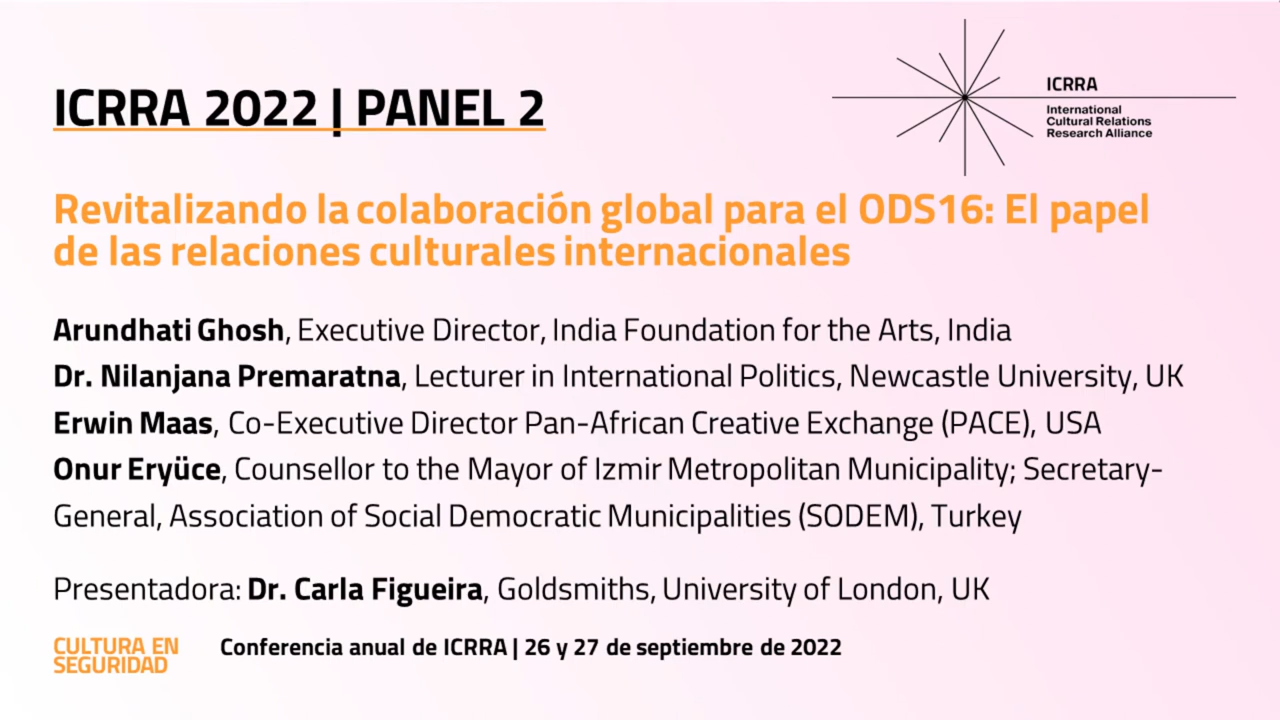 ICRRA 2022 | PANEL 2
ICRRA
International
Cultural Relations
Research Alliance
Revitalizando la colaboración global para el ODS16: El papel
de las relaciones culturales internacionales
Arundhati Ghosh, Executive Director, India Foundation for the Arts, India
Dr. Nilanjana Premaratna, Lecturer in International Politics, Newcastle University, UK
Erwin Maas, Co-Executive Director Pan-African Creative Exchange (PACE), USA
Onur Eryüce, Counsellor to the Mayor of Izmir Metropolitan Municipality; Secretary-
General, Association of Social Democratic Municipalities (SODEM), Turkey
Presentadora: Dr. Carla Figueira, Goldsmiths, University of London, UK
CULTURA EN
SEGURIDAD
Conferencia anual de ICRRA | 26 y 27 de septiembre de 2022